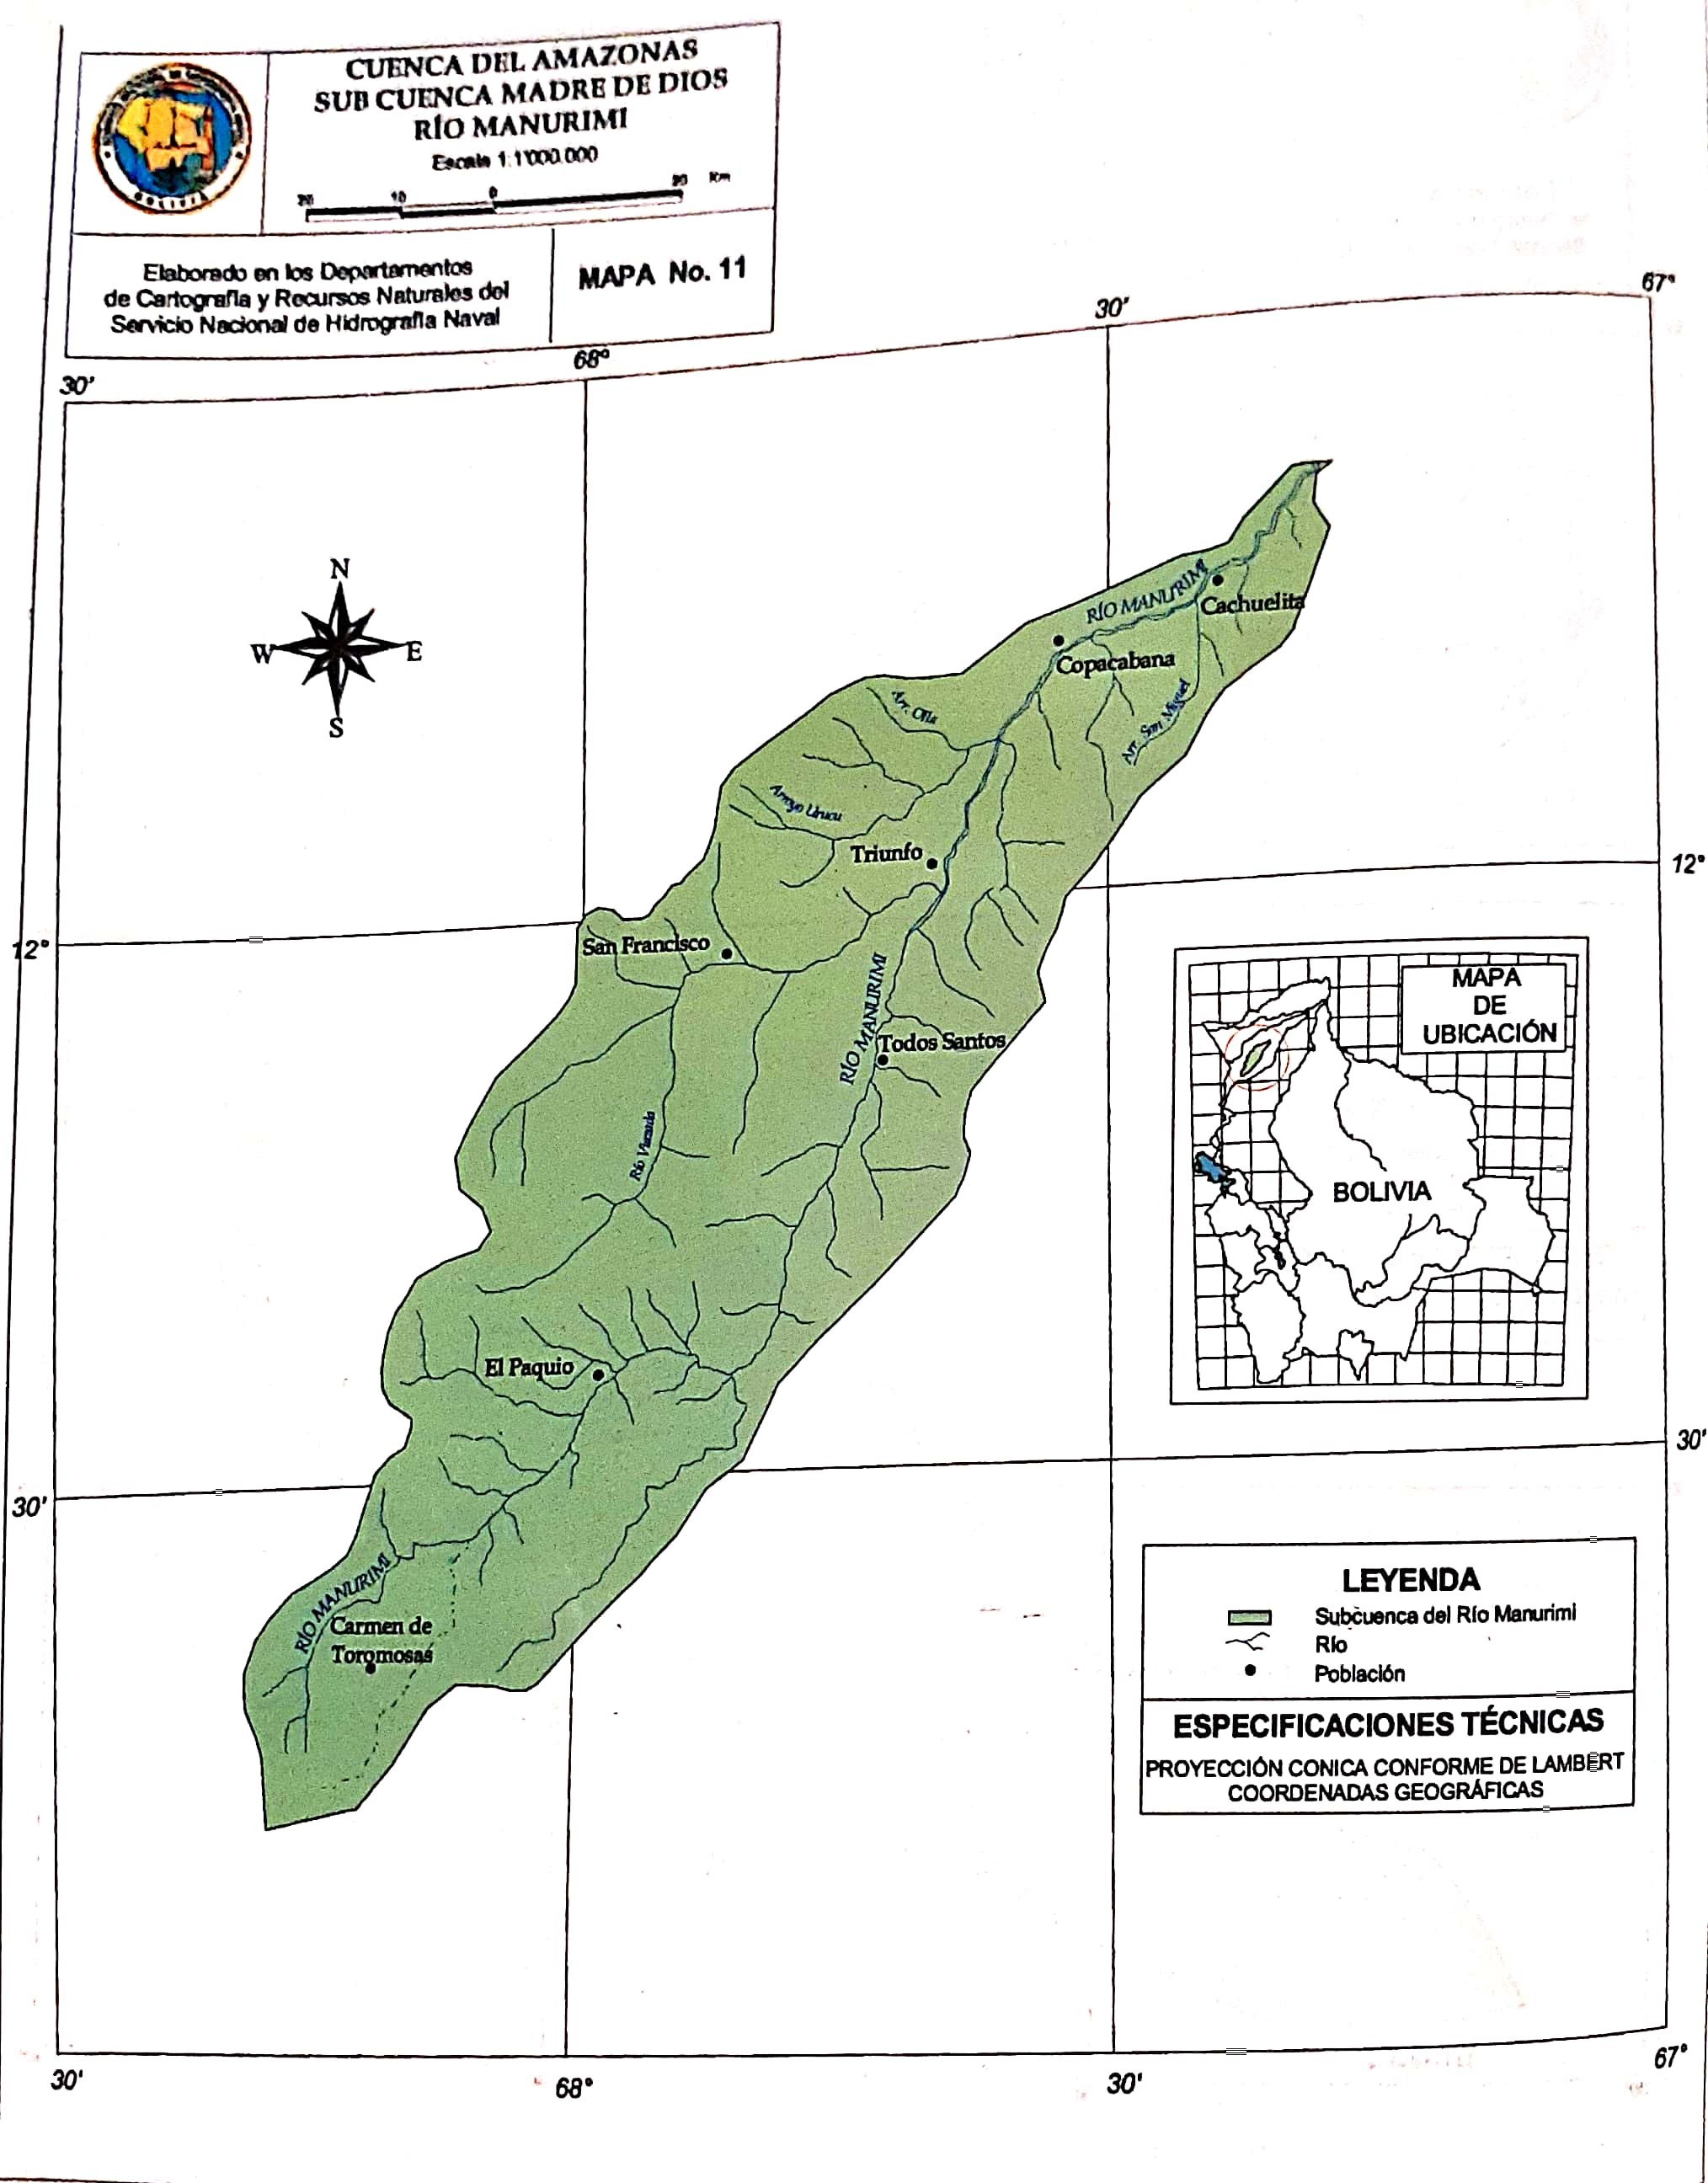 CUENCA DEL AMAZONAS
SUB CUENCA MADRE DE DIOS
RÍO MANURIMI
Escala 1:1'000.000
20 10 0 20 Km
BOLIVIA
Elaborado en los Departamentos
de Cartografía y Recursos Naturales del
Servicio Nacional de Hidrografía Naval
MAPA No. 11
30' 68° 30' 67°
N
W E
S
RÍO MANURIMI
Cachuelita
Copacabana
Arr. San Miguel
Arr. Olla
Arroyo Urucu
Triunfo
12° 12°
San Francisco
RÍO MANURIMI
Todos Santos
Río
El Paquio
30' 30'
RÍO MANURIMI
Carmen de
Toromosas
MAPA
DE
UBICACIÓN
BOLIVIA
LEYENDA
Subcuenca del Río Manurimi
Río
Población
ESPECIFICACIONES TÉCNICAS
PROYECCIÓN CONICA CONFORME DE LAMBERT
COORDENADAS GEOGRÁFICAS
30' 68° 30' 67°